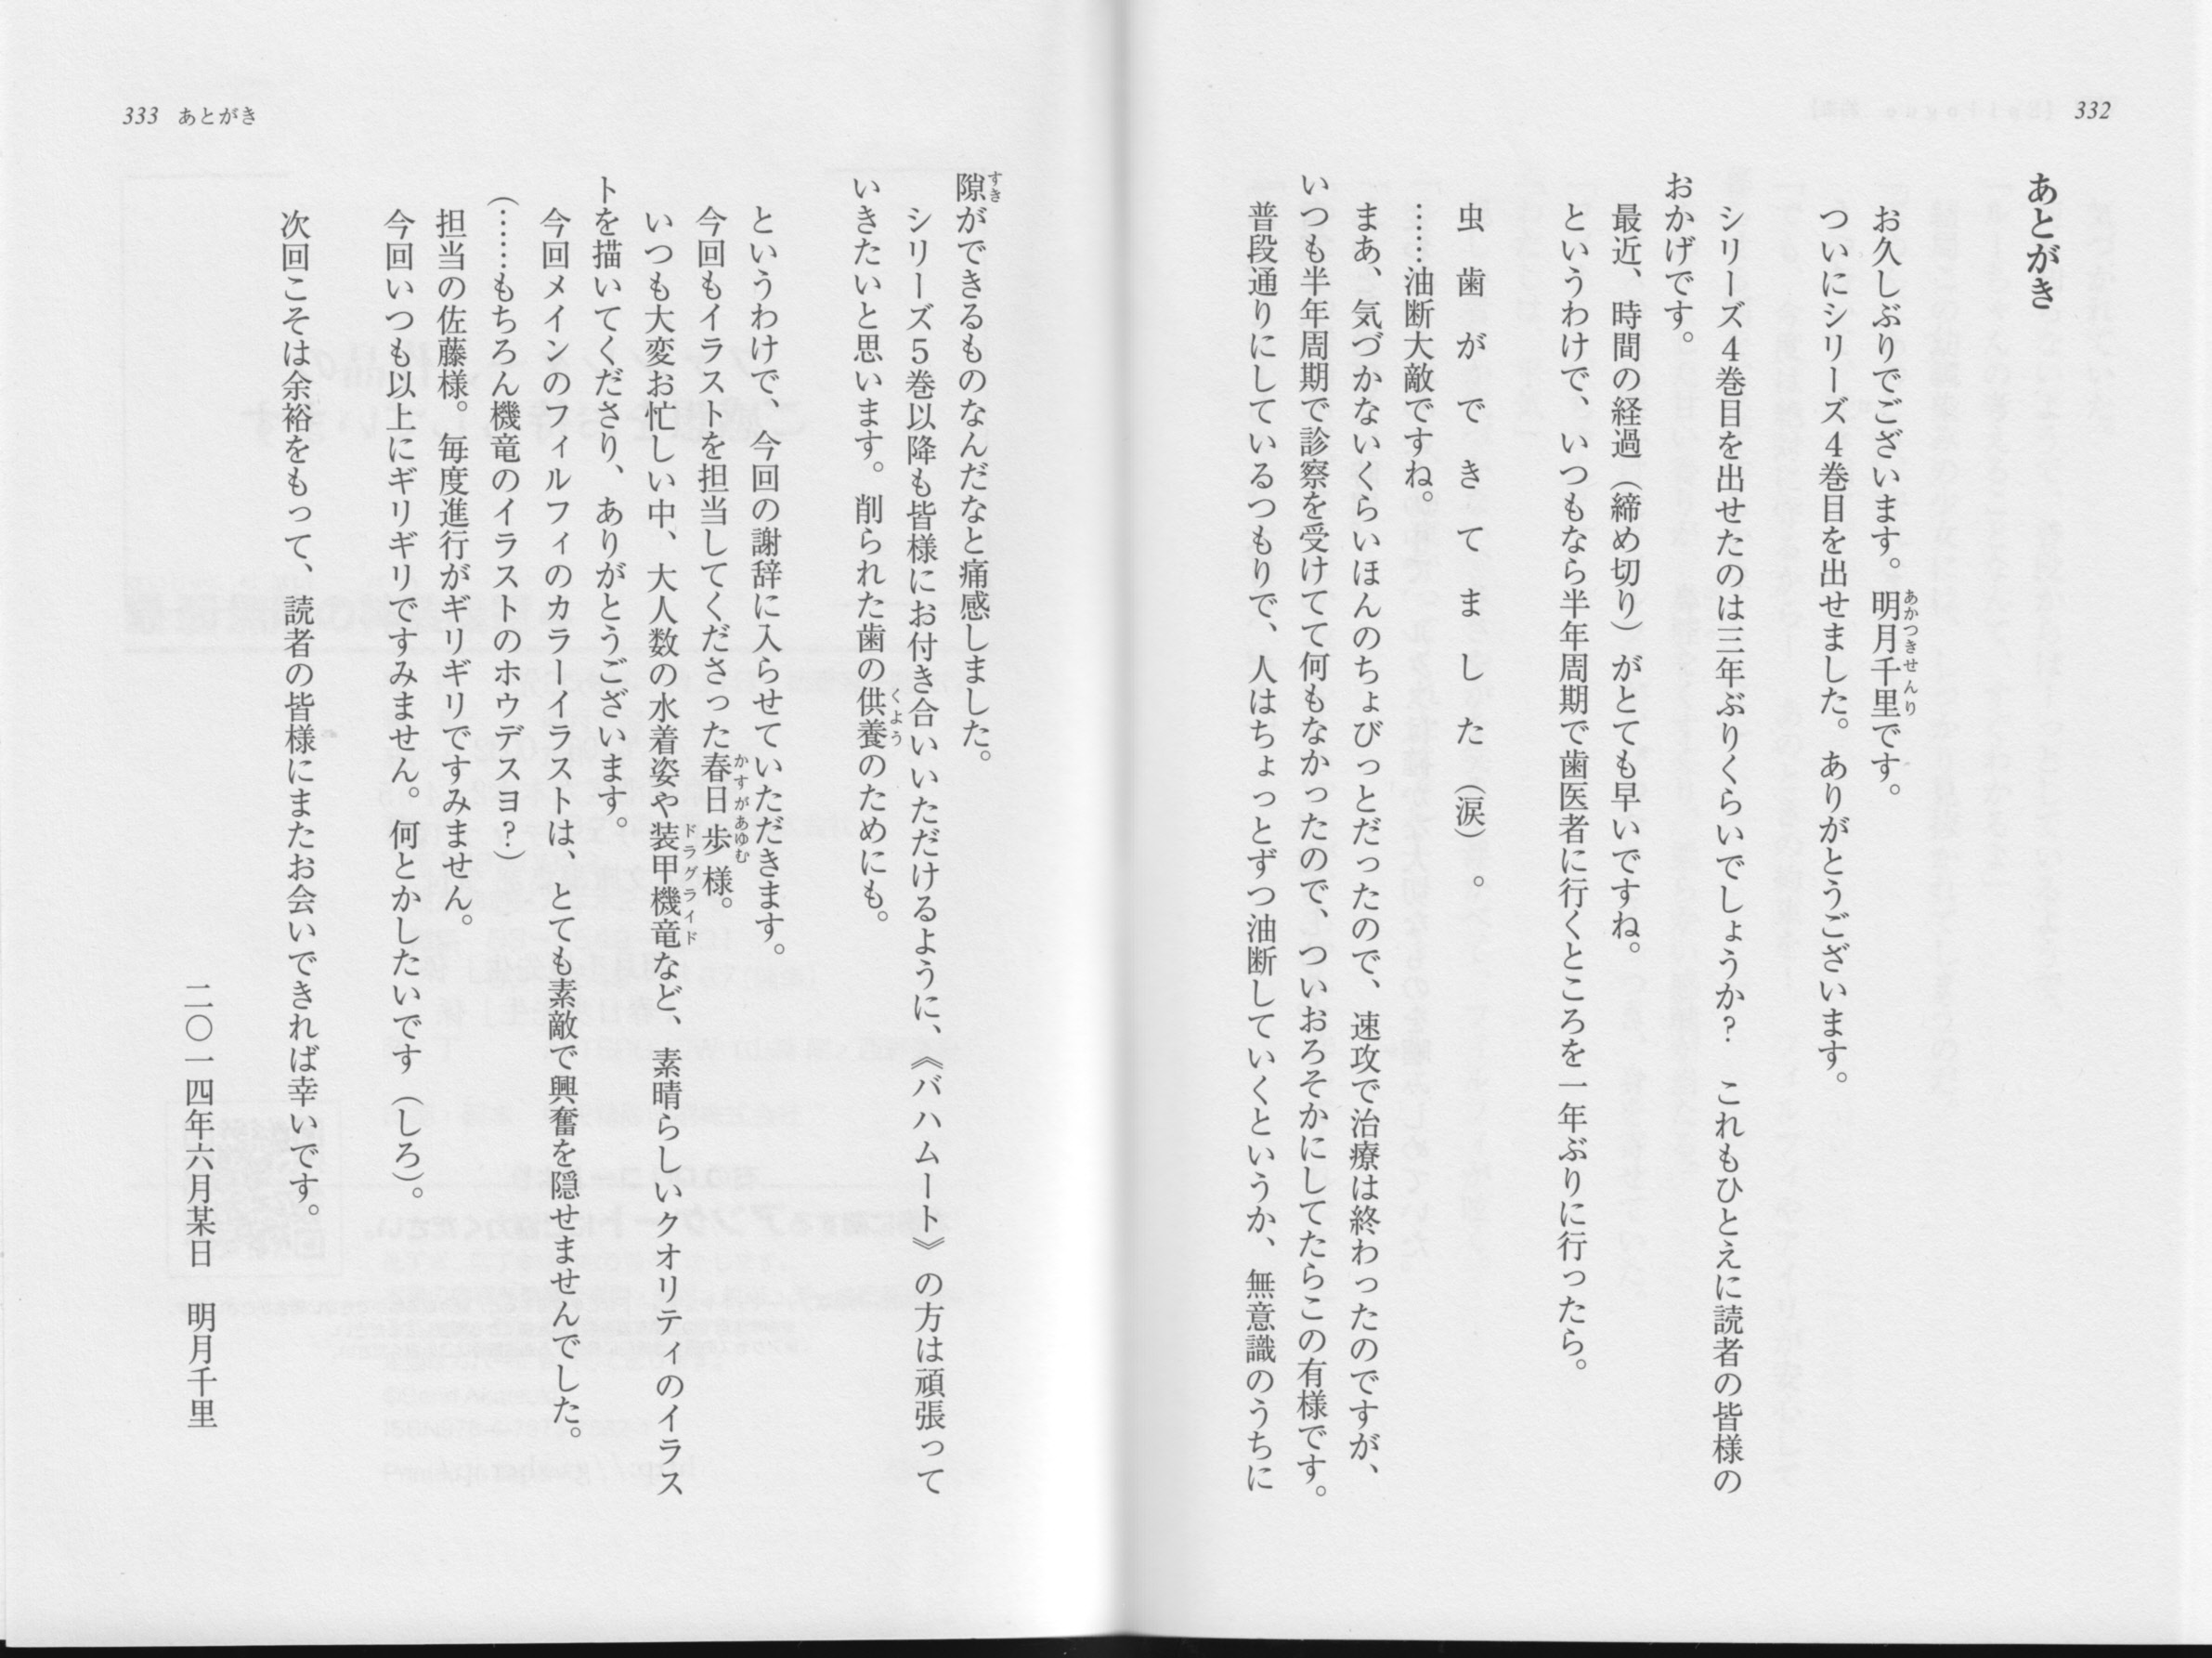 332
あとがき
お久しぶりでございます。明月千里です。
ついにシリーズ4巻目を出せました。ありがとうございます。
シリーズ4巻目を出せたのは三年ぶりくらいでしょうか?　これもひとえに読者の皆様の
おかげです。
最近、時間の経過（締め切り）がとても早いですね。
というわけで、いつもなら半年周期で歯医者に行くところを一年ぶりに行ったら。
虫歯ができてました（涙）。
……油断大敵ですね。
まあ、気づかないくらいほんのちょびっとだったので、速攻で治療は終わったのですが、
いつも半年周期で診察を受けてて何もなかったので、ついおろそかにしてたらこの有様です。
普段通りにしているつもりで、人はちょっとずつ油断していくというか、無意識のうちに
333 あとがき
隙ができるものなんだなと痛感しました。
シリーズ5巻以降も皆様にお付き合いいただけるように、《バハムート》の方は頑張って
いきたいと思います。削られた歯の供養のためにも。
というわけで、今回の謝辞に入らせていただきます。
今回もイラストを担当してくださった春日歩様。
いつも大変お忙しい中、大人数の水着姿や装甲機竜など、素晴らしいクオリティのイラス
トを描いてくださり、ありがとうございます。
今回メインのフィルフィのカラーイラストは、とても素敵で興奮を隠せませんでした。
（……もちろん機竜のイラストのホウデスヨ?）
担当の佐藤様。毎度進行がギリギリですみません。
今回いつも以上にギリギリですみません。何とかしたいです（しろ）。
次回こそは余裕をもって、読者の皆様にまたお会いできれば幸いです。
二〇一四年六月某日　明月千里